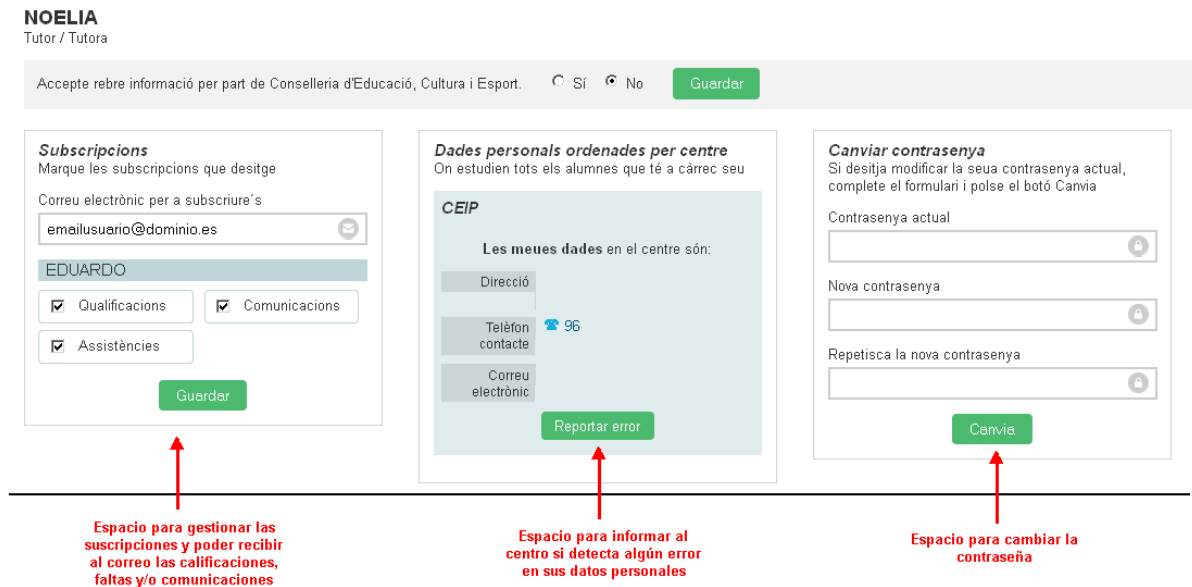 NOELIA
Tutor / Tutora
Accepte rebre informació per part de Conselleria d'Educació, Cultura i Esport. Sí No Guardar
Subscripcions
Marque les subscripcions que desitge
Correu electrònic per a subscriure´s
emailusuario@dominio.es
EDUARDO
Qualificacions Comunicacions
Assistències
Guardar
Dades personals ordenades per centre
On estudien tots els alumnes que té a càrrec seu
CEIP
Les meues dades en el centre són:
Direcció
Telèfon
contacte
96
Correu
electrònic
Reportar error
Canviar contrasenya
Si desitja modificar la seua contrasenya actual,
complete el formulari i polse el botó Canvia
Contrasenya actual
Nova contrasenya
Repetisca la nova contrasenya
Canvia
Espacio para gestionar las
suscripciones y poder recibir
al correo las calificaciones,
faltas y/o comunicaciones
Espacio para informar al
centro si detecta algún error
en sus datos personales
Espacio para cambiar la
contraseña